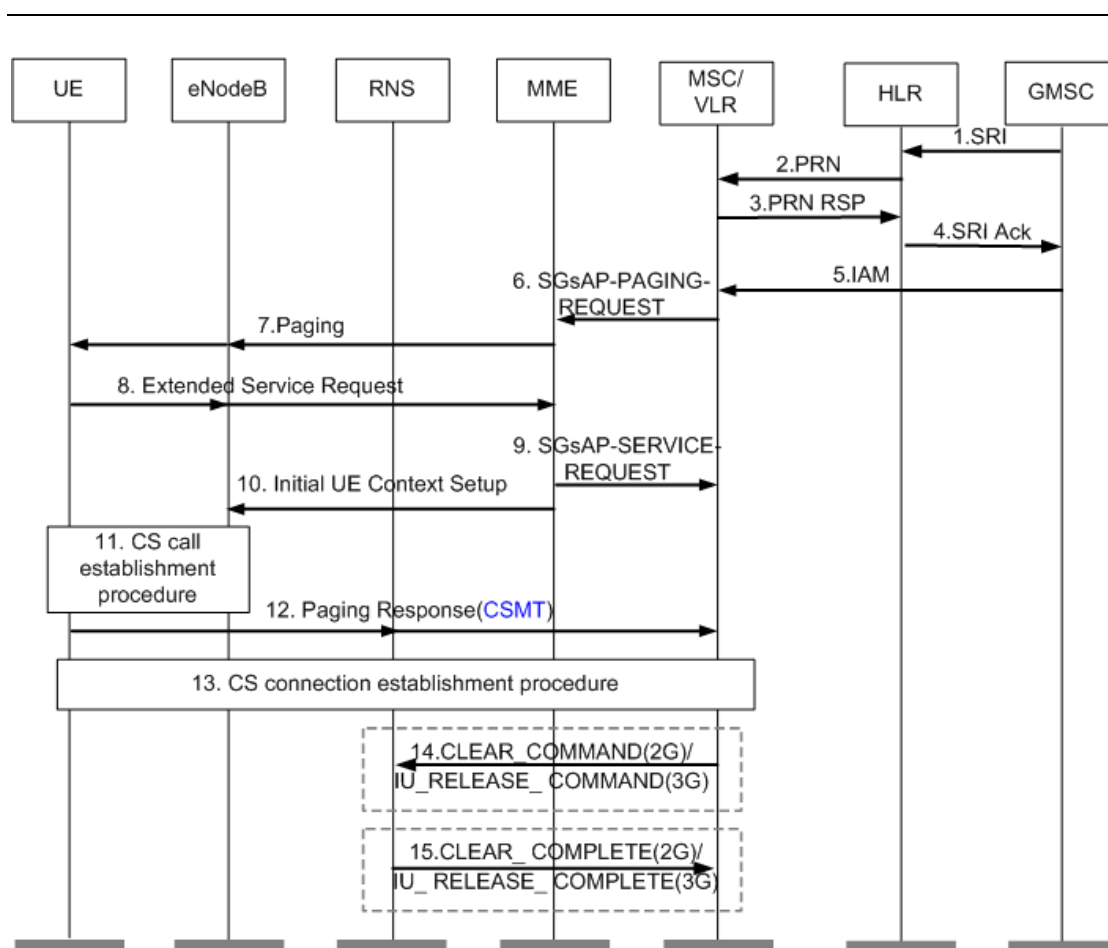 UE
eNodeB
RNS
MME
MSC/
VLR
HLR
GMSC
1.SRI
2.PRN
3.PRN RSP
4.SRI Ack
5.IAM
6. SGsAP-PAGING-
REQUEST
7.Paging
8. Extended Service Request
9. SGsAP-SERVICE-
REQUEST
10. Initial UE Context Setup
11. CS call
establishment
procedure
12. Paging Response(CSMT)
13. CS connection establishment procedure
14.CLEAR_COMMAND(2G)/
IU_RELEASE_ COMMAND(3G)
15.CLEAR_ COMPLETE(2G)/
IU_ RELEASE_ COMPLETE(3G)